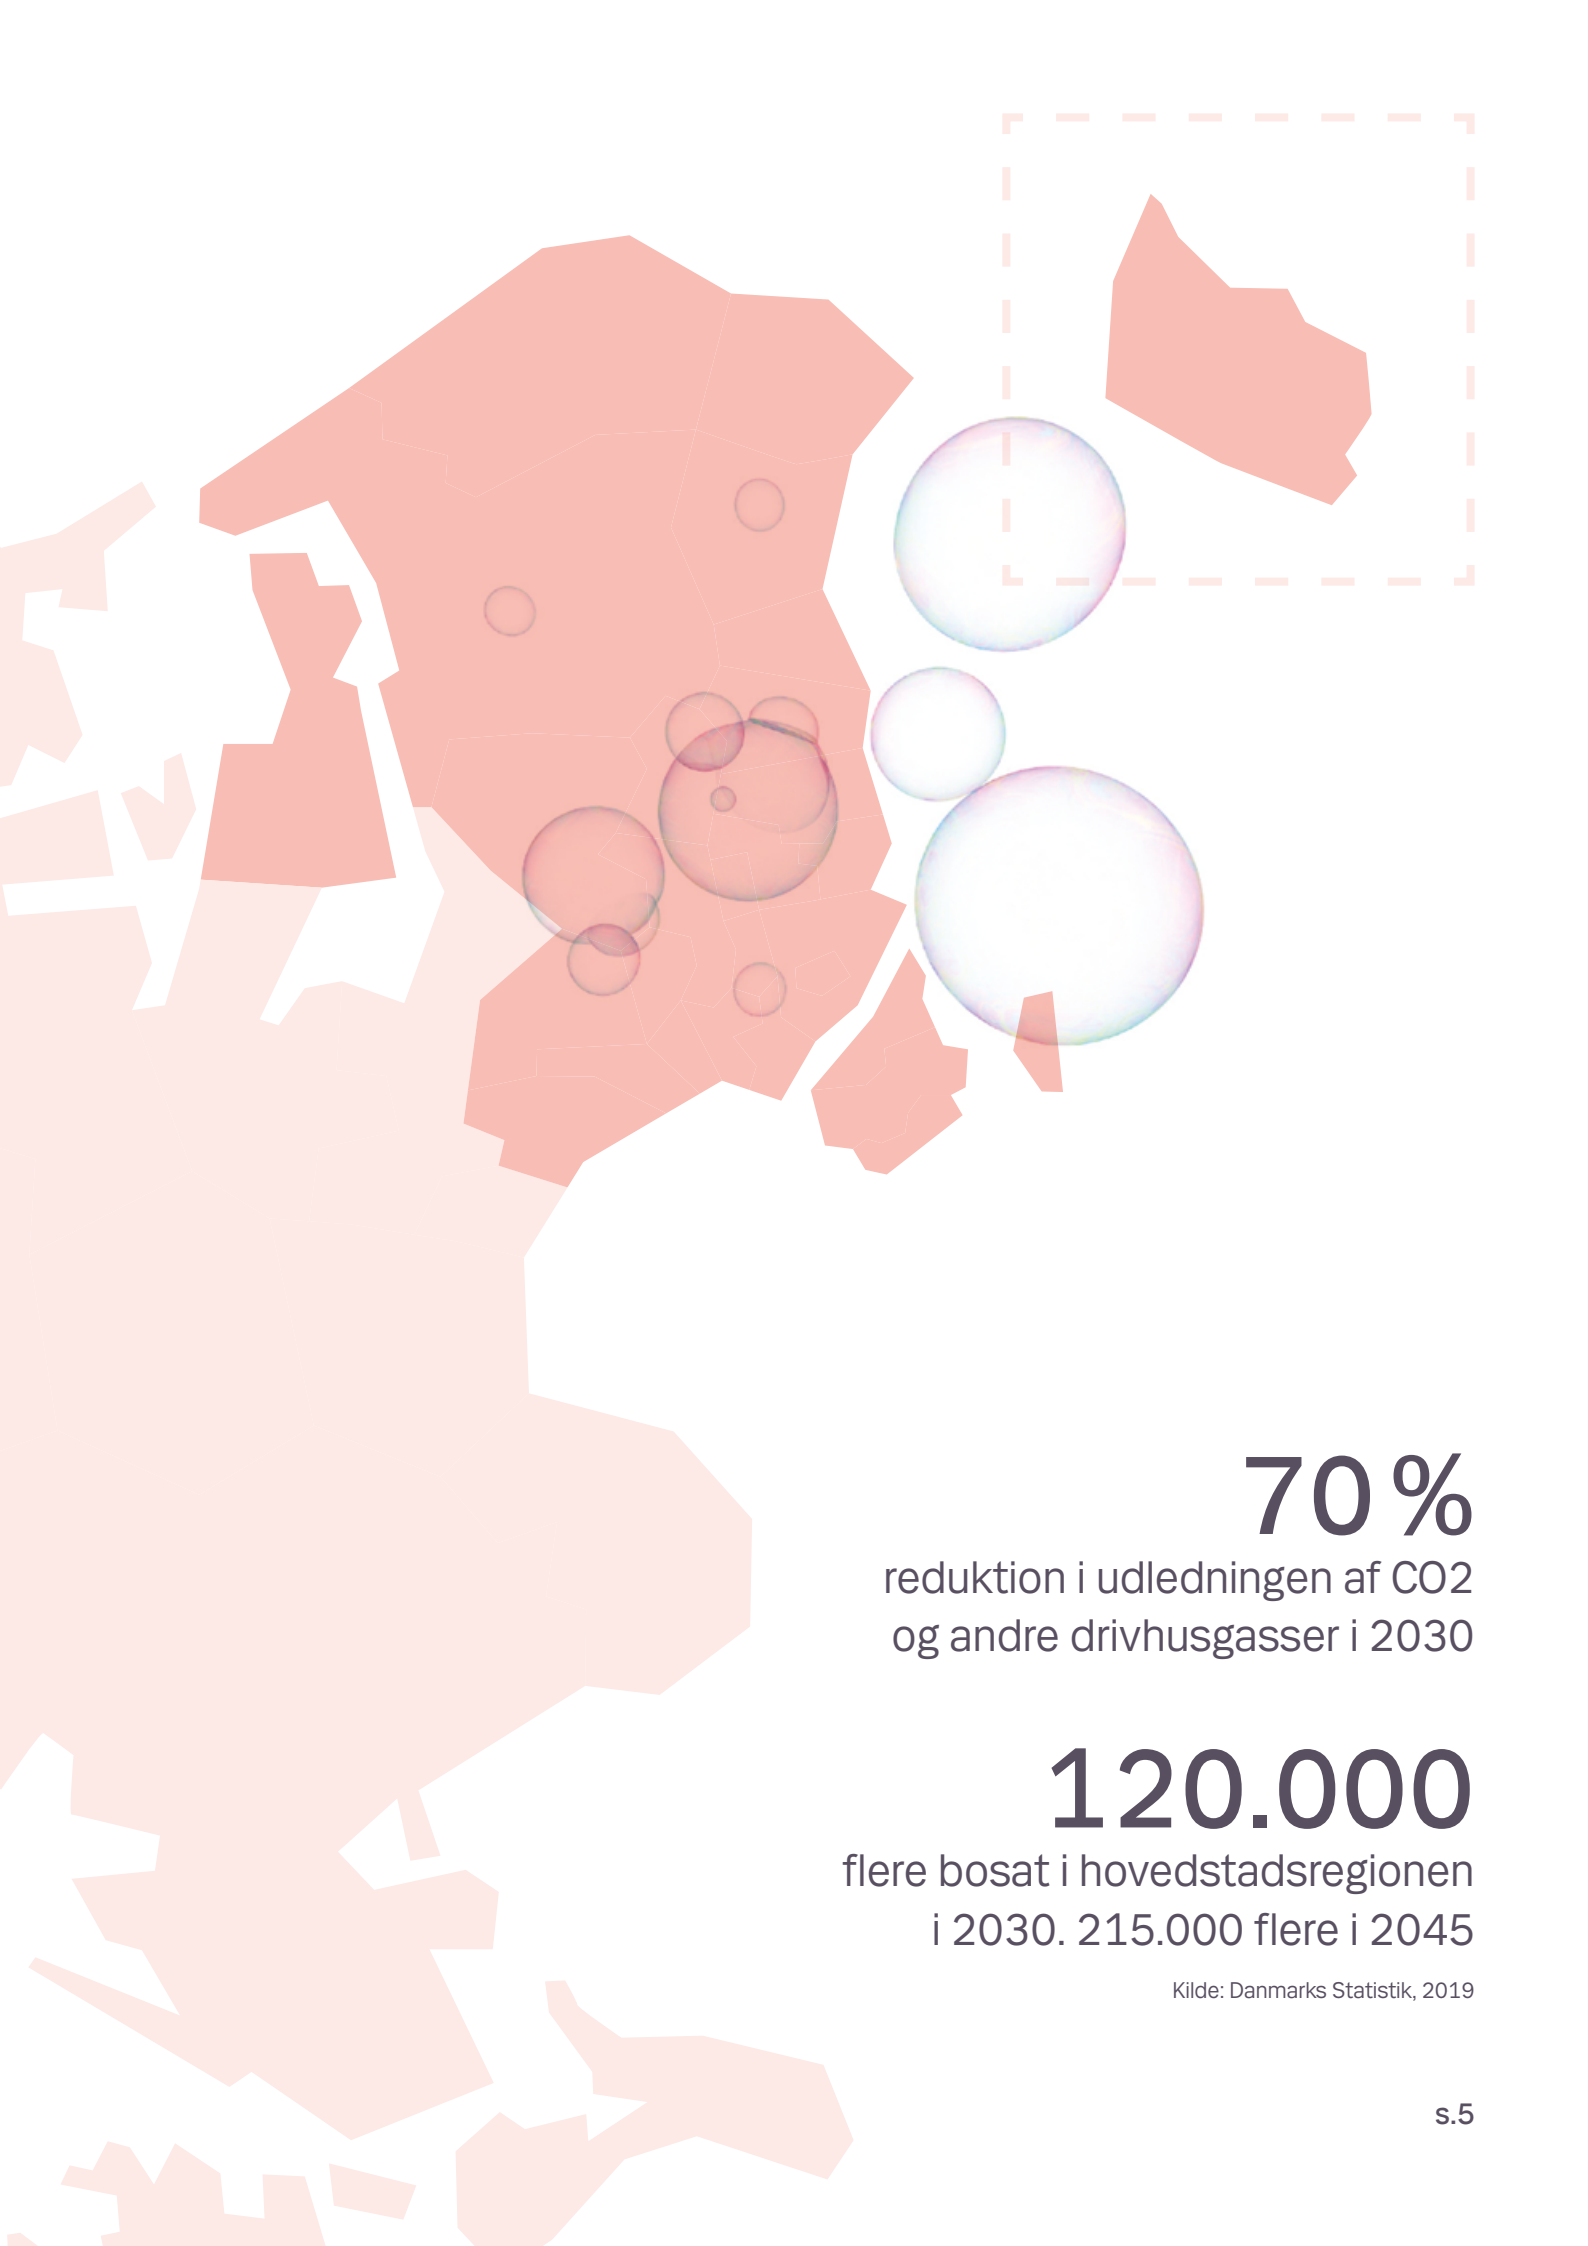 70 %
reduktion i udledningen af CO2
og andre drivhusgasser i 2030
120.000
flere bosat i hovedstadsregionen
i 2030. 215.000 flere i 2045
Kilde: Danmarks Statistik, 2019
s.5